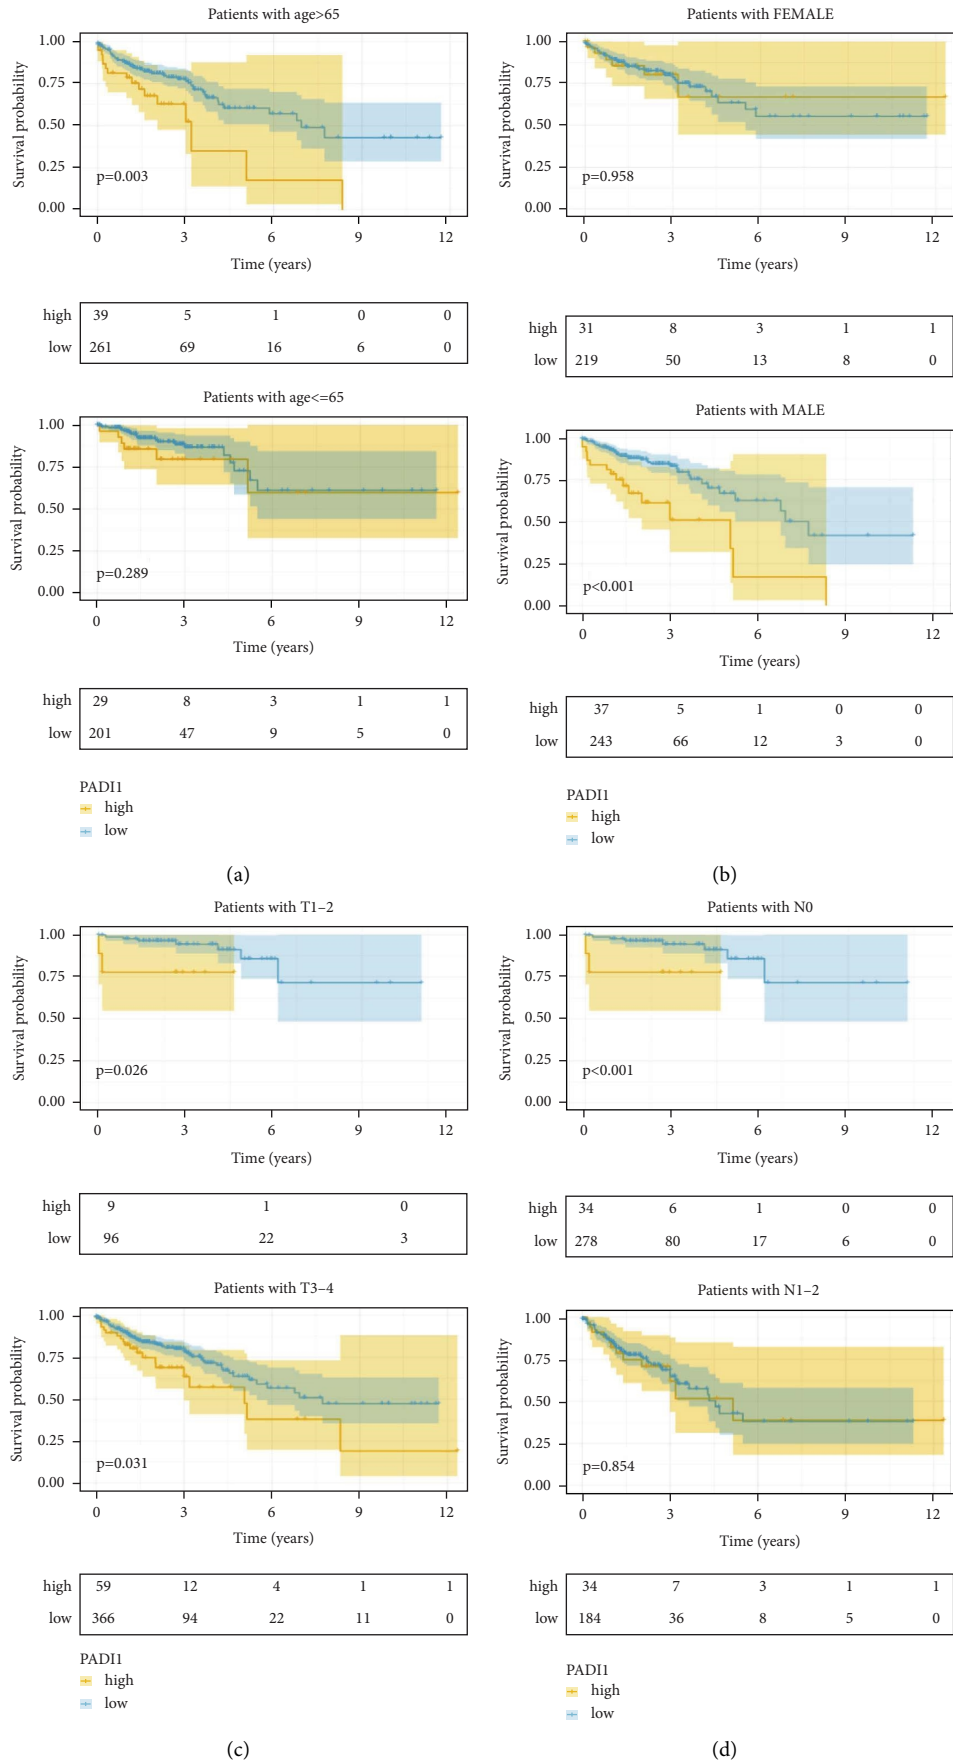 Patients with age>65
Survival probability
1.00
0.75
0.50
0.25
0.00
p=0.003
0 3 6 9 12
Time (years)
high 39 5 1 0 0
low 261 69 16 6 0
Patients with age<=65
Survival probability
1.00
0.75
0.50
0.25
0.00
p=0.289
0 3 6 9 12
Time (years)
high 29 8 3 1 1
low 201 47 9 5 0
PADI1
high
low
(a)
Patients with FEMALE
Survival probability
1.00
0.75
0.50
0.25
0.00
p=0.958
0 3 6 9 12
Time (years)
high 31 8 3 1 1
low 219 50 13 8 0
Patients with MALE
Survival probability
1.00
0.75
0.50
0.25
0.00
p<0.001
0 3 6 9 12
Time (years)
high 37 5 1 0 0
low 243 66 12 3 0
PADI1
high
low
(b)
Patients with T1–2
Survival probability
1.00
0.75
0.50
0.25
0.00
p=0.026
0 3 6 9 12
Time (years)
high 9 1 0
low 96 22 3
Patients with T3–4
Survival probability
1.00
0.75
0.50
0.25
0.00
p=0.031
0 3 6 9 12
Time (years)
high 59 12 4 1 1
low 366 94 22 11 0
PADI1
high
low
(c)
Patients with N0
Survival probability
1.00
0.75
0.50
0.25
0.00
p<0.001
0 3 6 9 12
Time (years)
high 34 6 1 0 0
low 278 80 17 6 0
Patients with N1–2
Survival probability
1.00
0.75
0.50
0.25
0.00
p=0.854
0 3 6 9 12
Time (years)
high 34 7 3 1 1
low 184 36 8 5 0
PADI1
high
low
(d)